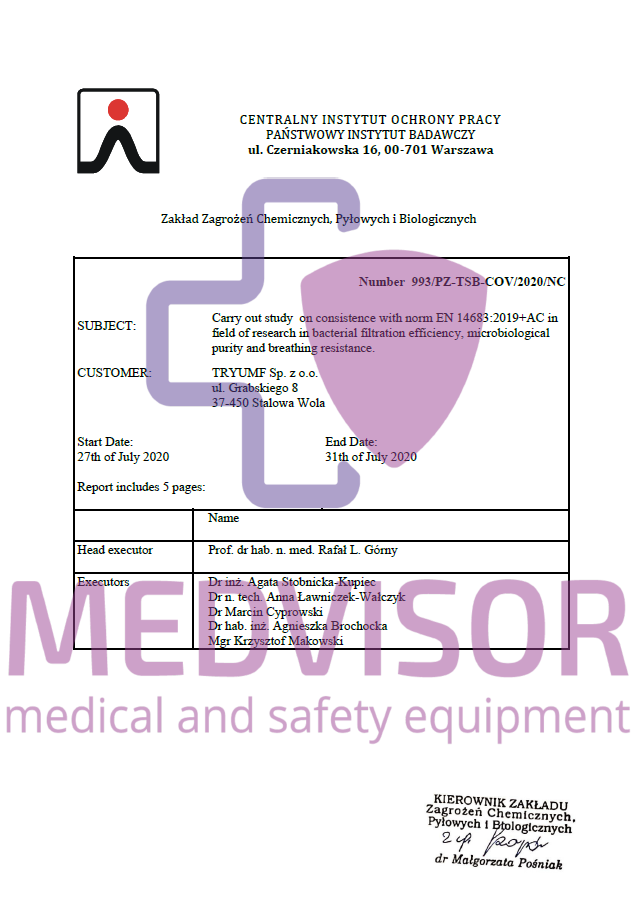 CENTRALNY INSTYTUT OCHRONY PRACY
PAŃSTWOWY INSTYTUT BADAWCZY
ul. Czerniakowska 16, 00-701 Warszawa
Zakład Zagrożeń Chemicznych, Pyłowych i Biologicznych
Number 993/PZ-TSB-COV/2020/NC
SUBJECT:
Carry out study on consistence with norm EN 14683:2019+AC in
field of research in bacterial filtration efficiency, microbiological
purity and breathing resistance.
CUSTOMER:
TRYUMF Sp. z o.o.
ul. Grabskiego 8
37-450 Stalowa Wola
Start Date: End Date:
27th of July 2020 31th of July 2020
Report includes 5 pages:
Name
Head executor Prof. dr hab. n. med. Rafał L. Górny
Executors Dr inż. Agata Stobnicka-Kupiec
Dr n. tech. Anna Ławniczek-Wałczyk
Dr Marcin Cyprowski
Dr hab. inż. Agnieszka Brochocka
Mgr Krzysztof Makowski
MEDVISOR
medical and safety equipment
KIEROWNIK ZAKŁADU
Zagrożeń Chemicznych,
Pyłowych i Biologicznych
dr Małgorzata Pośniak